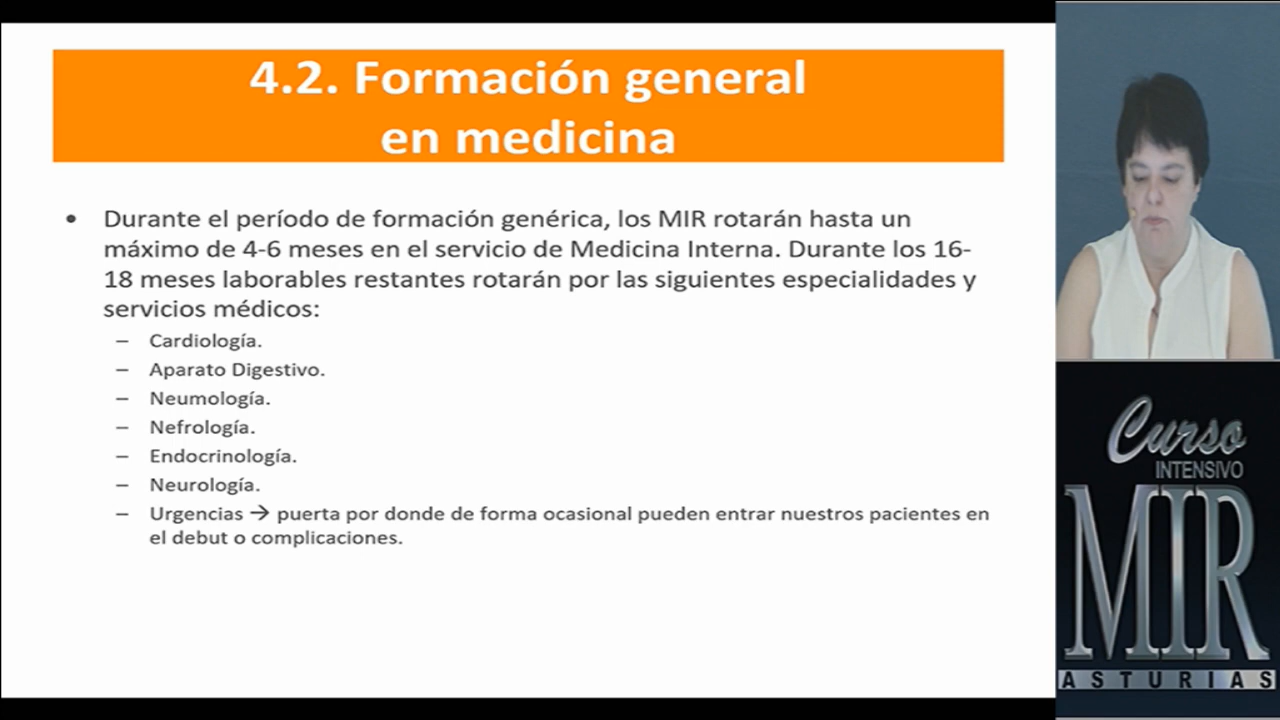 4.2. Formación general
en medicina
• Durante el período de formación genérica, los MIR rotarán hasta un
máximo de 4-6 meses en el servicio de Medicina Interna. Durante los 16-
18 meses laborables restantes rotarán por las siguientes especialidades y
servicios médicos:
– Cardiología.
– Aparato Digestivo.
– Neumología.
– Nefrología.
– Endocrinología.
– Neurología.
– Urgencias → puerta por donde de forma ocasional pueden entrar nuestros pacientes en
el debut o complicaciones.
Curso
INTENSIVO
MIR
ASTURIAS